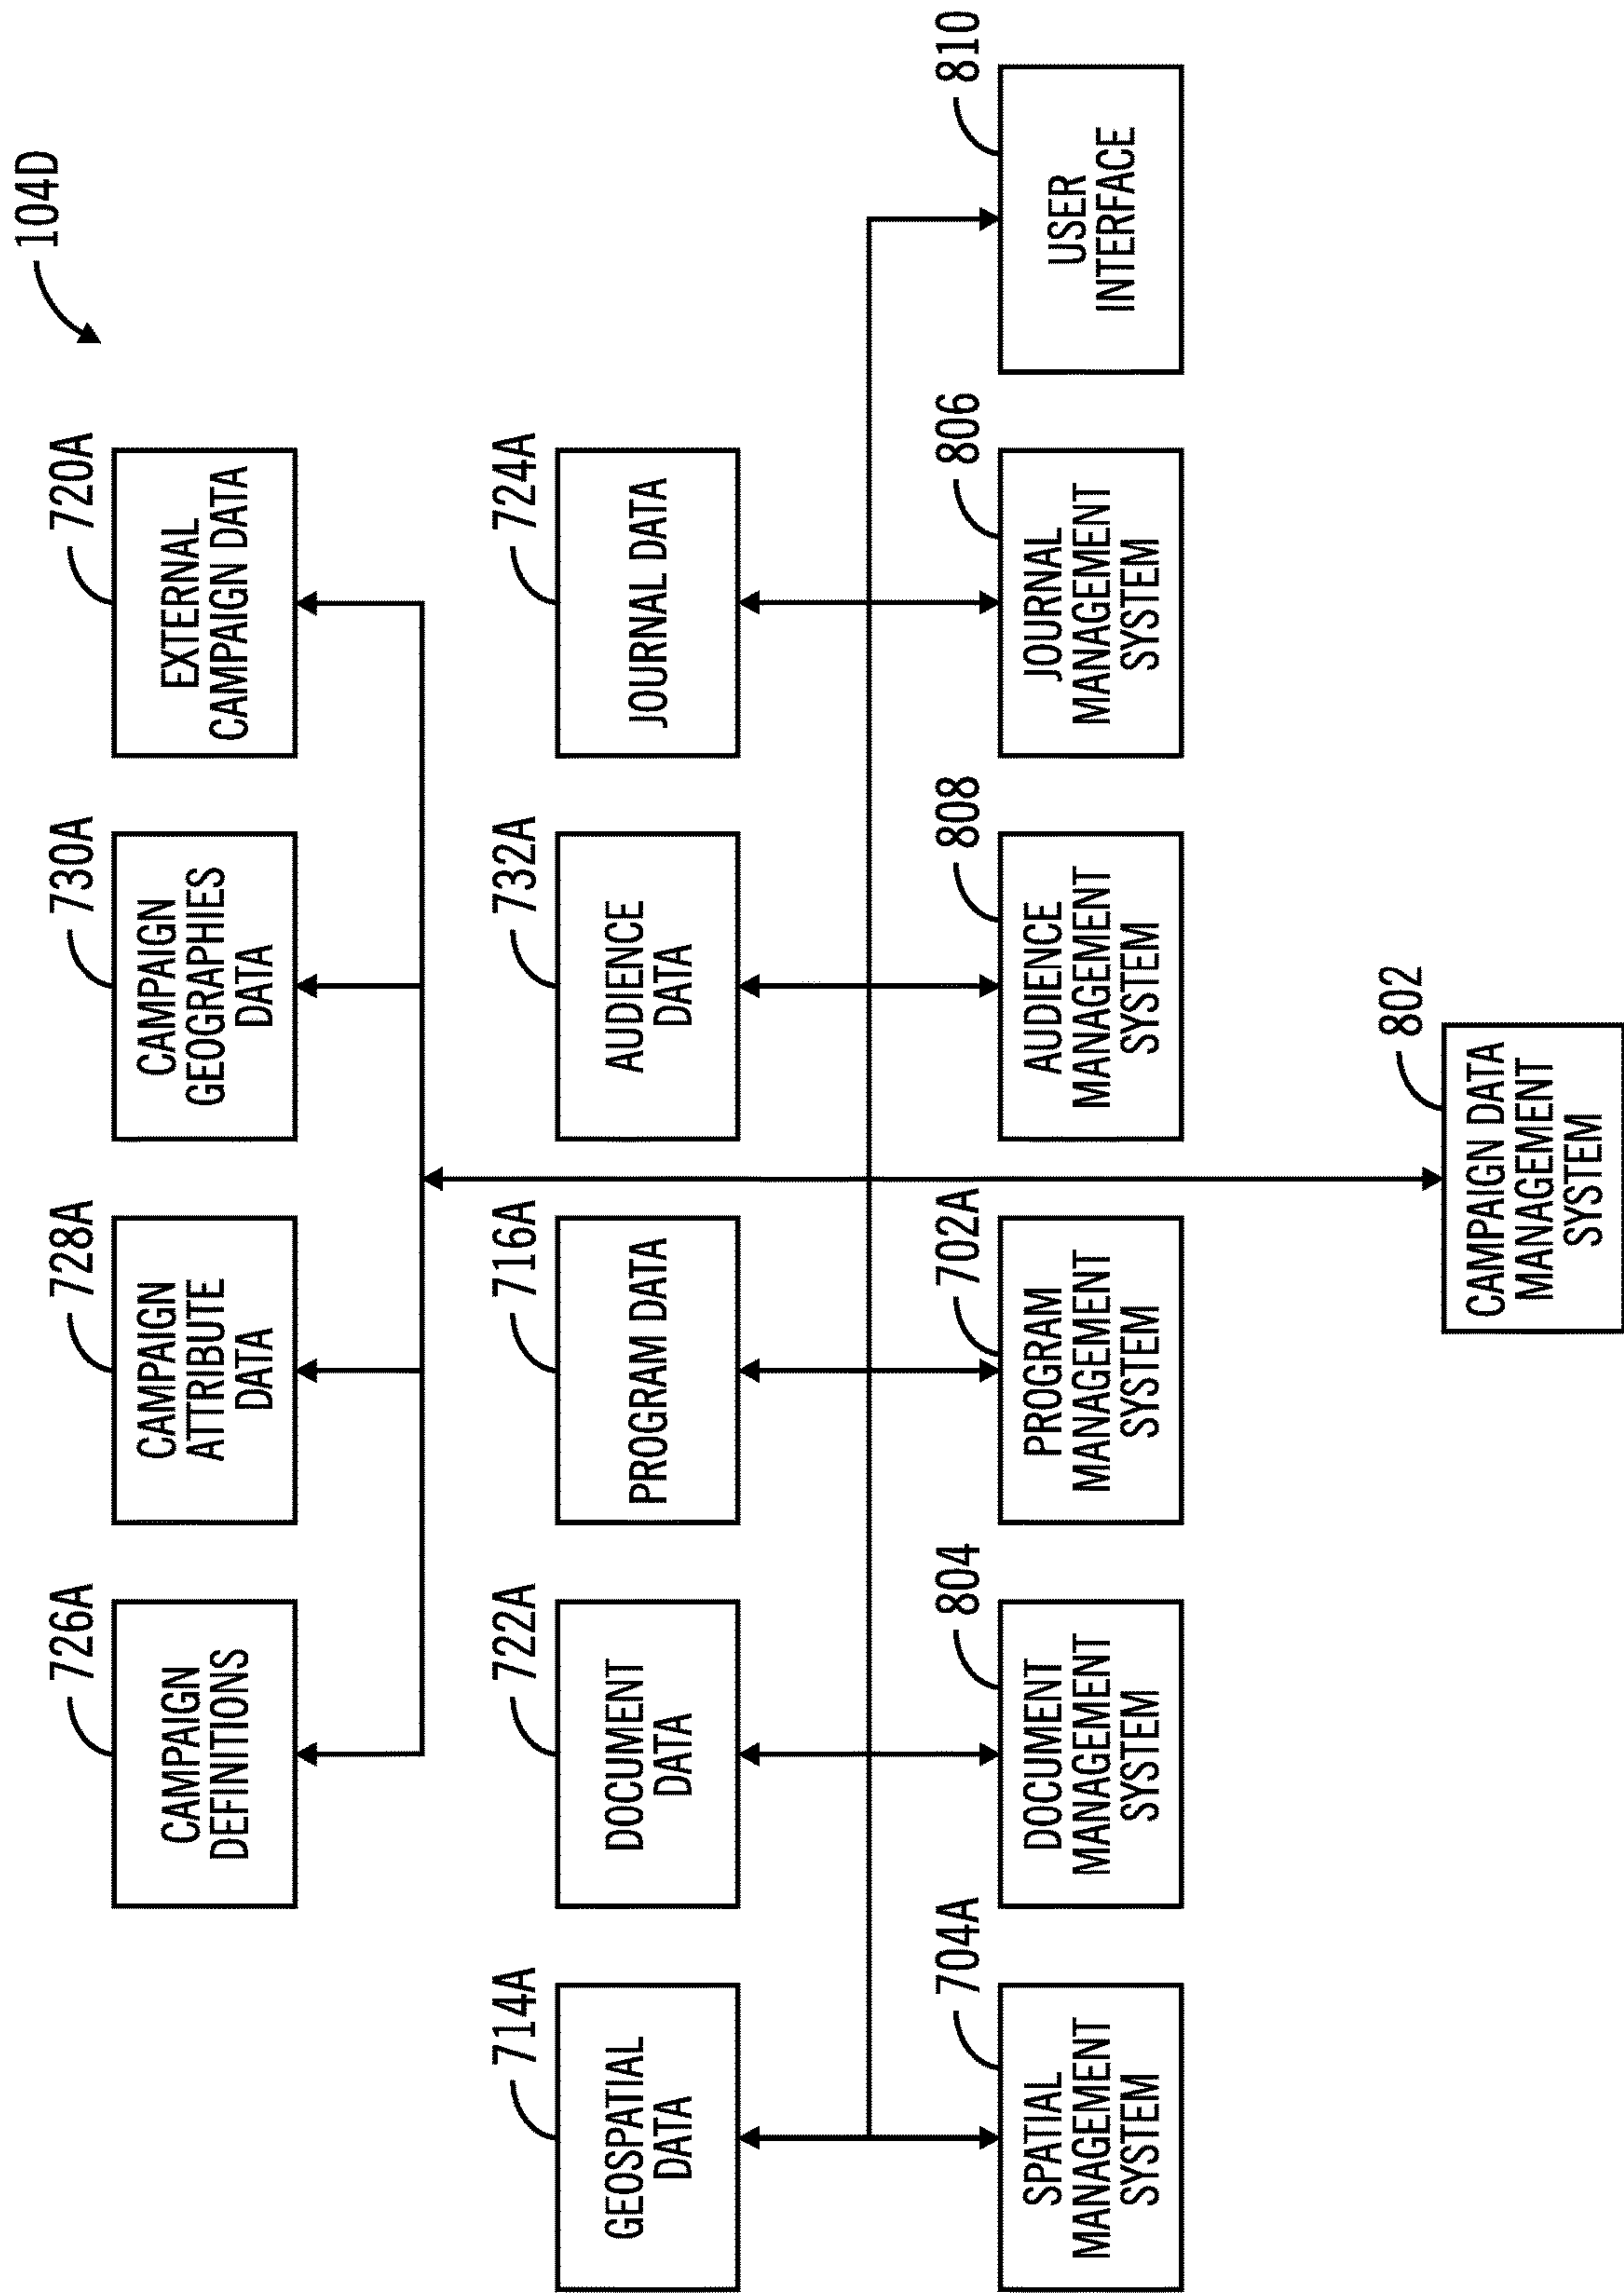 104D
726A
728A
730A
720A
CAMPAIGN
DEFINITIONS
CAMPAIGN
ATTRIBUTE
DATA
CAMPAIGN
GEOGRAPHIES
DATA
EXTERNAL
CAMPAIGN DATA
714A
722A
716A
732A
724A
GEOSPATIAL
DATA
DOCUMENT
DATA
PROGRAM DATA
AUDIENCE
DATA
JOURNAL DATA
704A
804
702A
808
806
810
SPATIAL
MANAGEMENT
SYSTEM
DOCUMENT
MANAGEMENT
SYSTEM
PROGRAM
MANAGEMENT
SYSTEM
AUDIENCE
MANAGEMENT
SYSTEM
JOURNAL
MANAGEMENT
SYSTEM
USER
INTERFACE
802
CAMPAIGN DATA
MANAGEMENT
SYSTEM